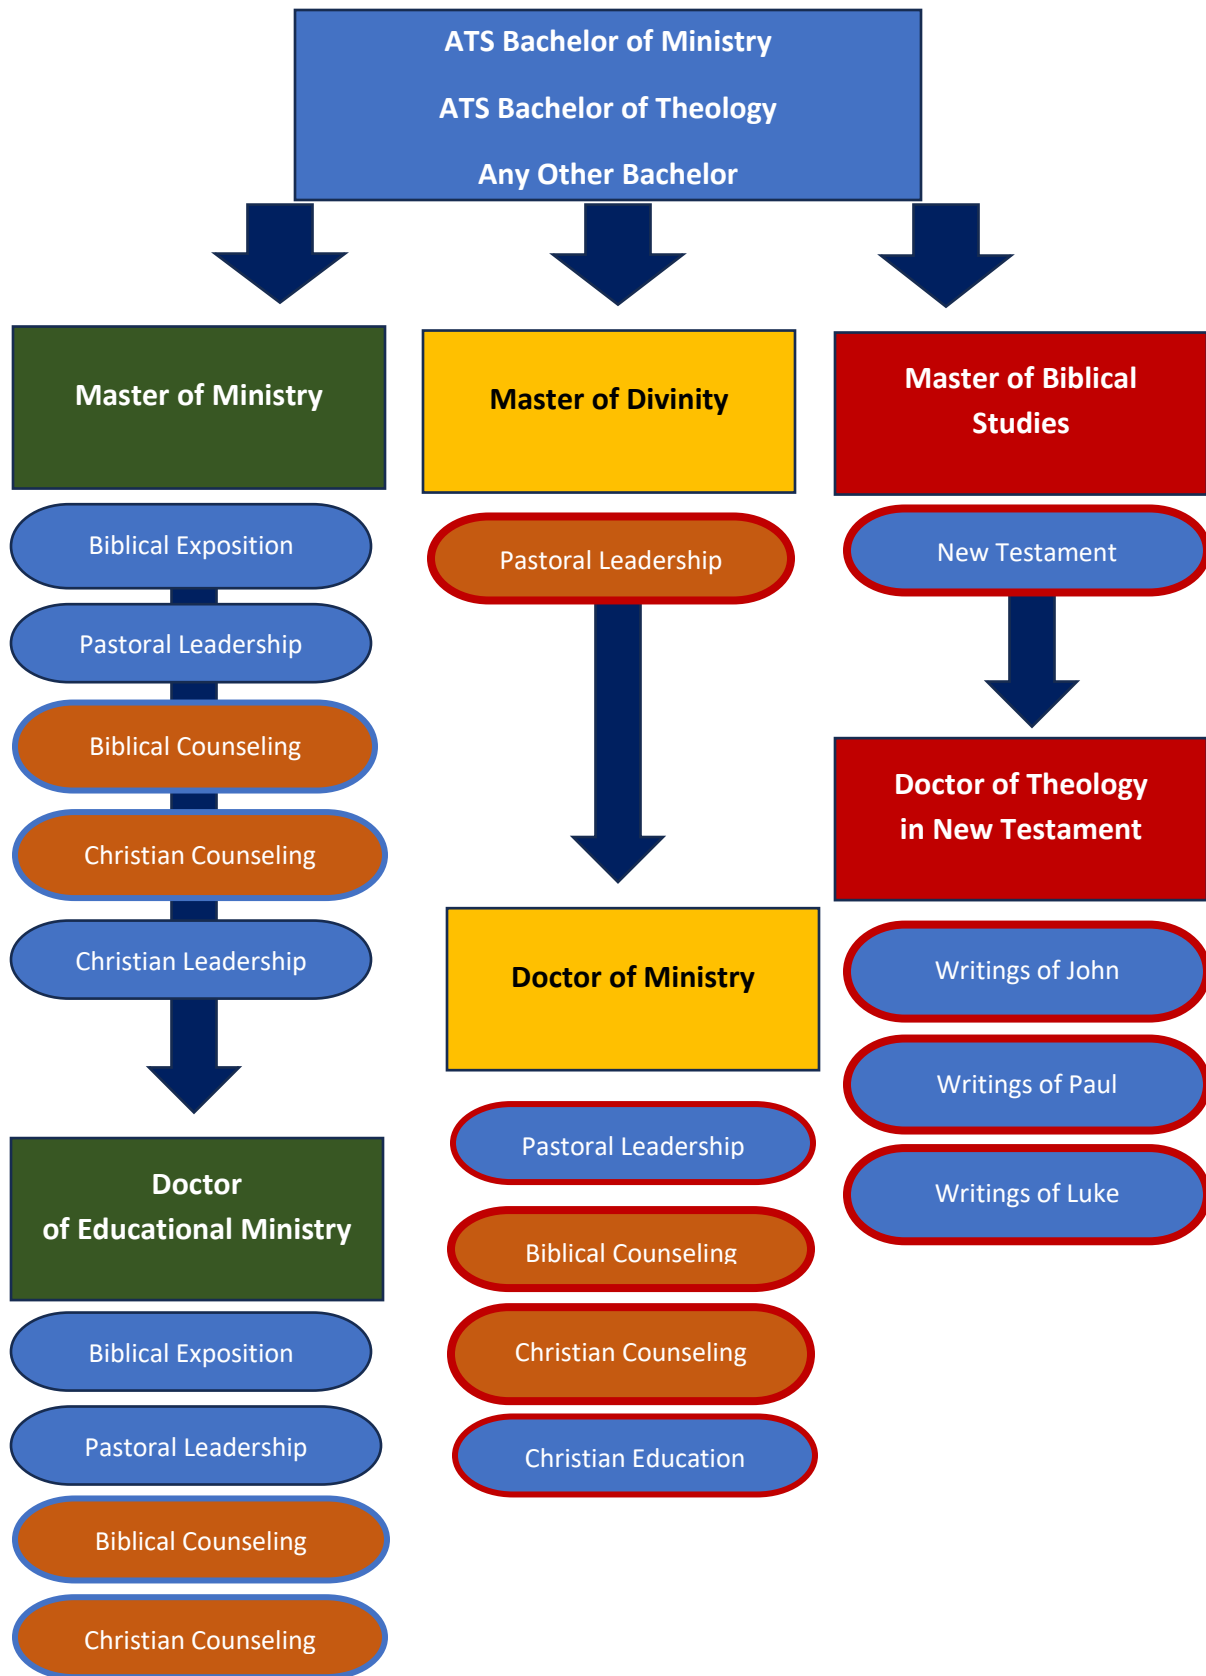 ATS Bachelor of Ministry
ATS Bachelor of Theology
Any Other Bachelor
Master of Ministry
Biblical Exposition
Pastoral Leadership
Biblical Counseling
Christian Counseling
Christian Leadership
Doctor
of Educational Ministry
Biblical Exposition
Pastoral Leadership
Biblical Counseling
Christian Counseling
Master of Divinity
Pastoral Leadership
Doctor of Ministry
Pastoral Leadership
Biblical Counseling
Christian Counseling
Christian Education
Master of Biblical
Studies
New Testament
Doctor of Theology
in New Testament
Writings of John
Writings of Paul
Writings of Luke